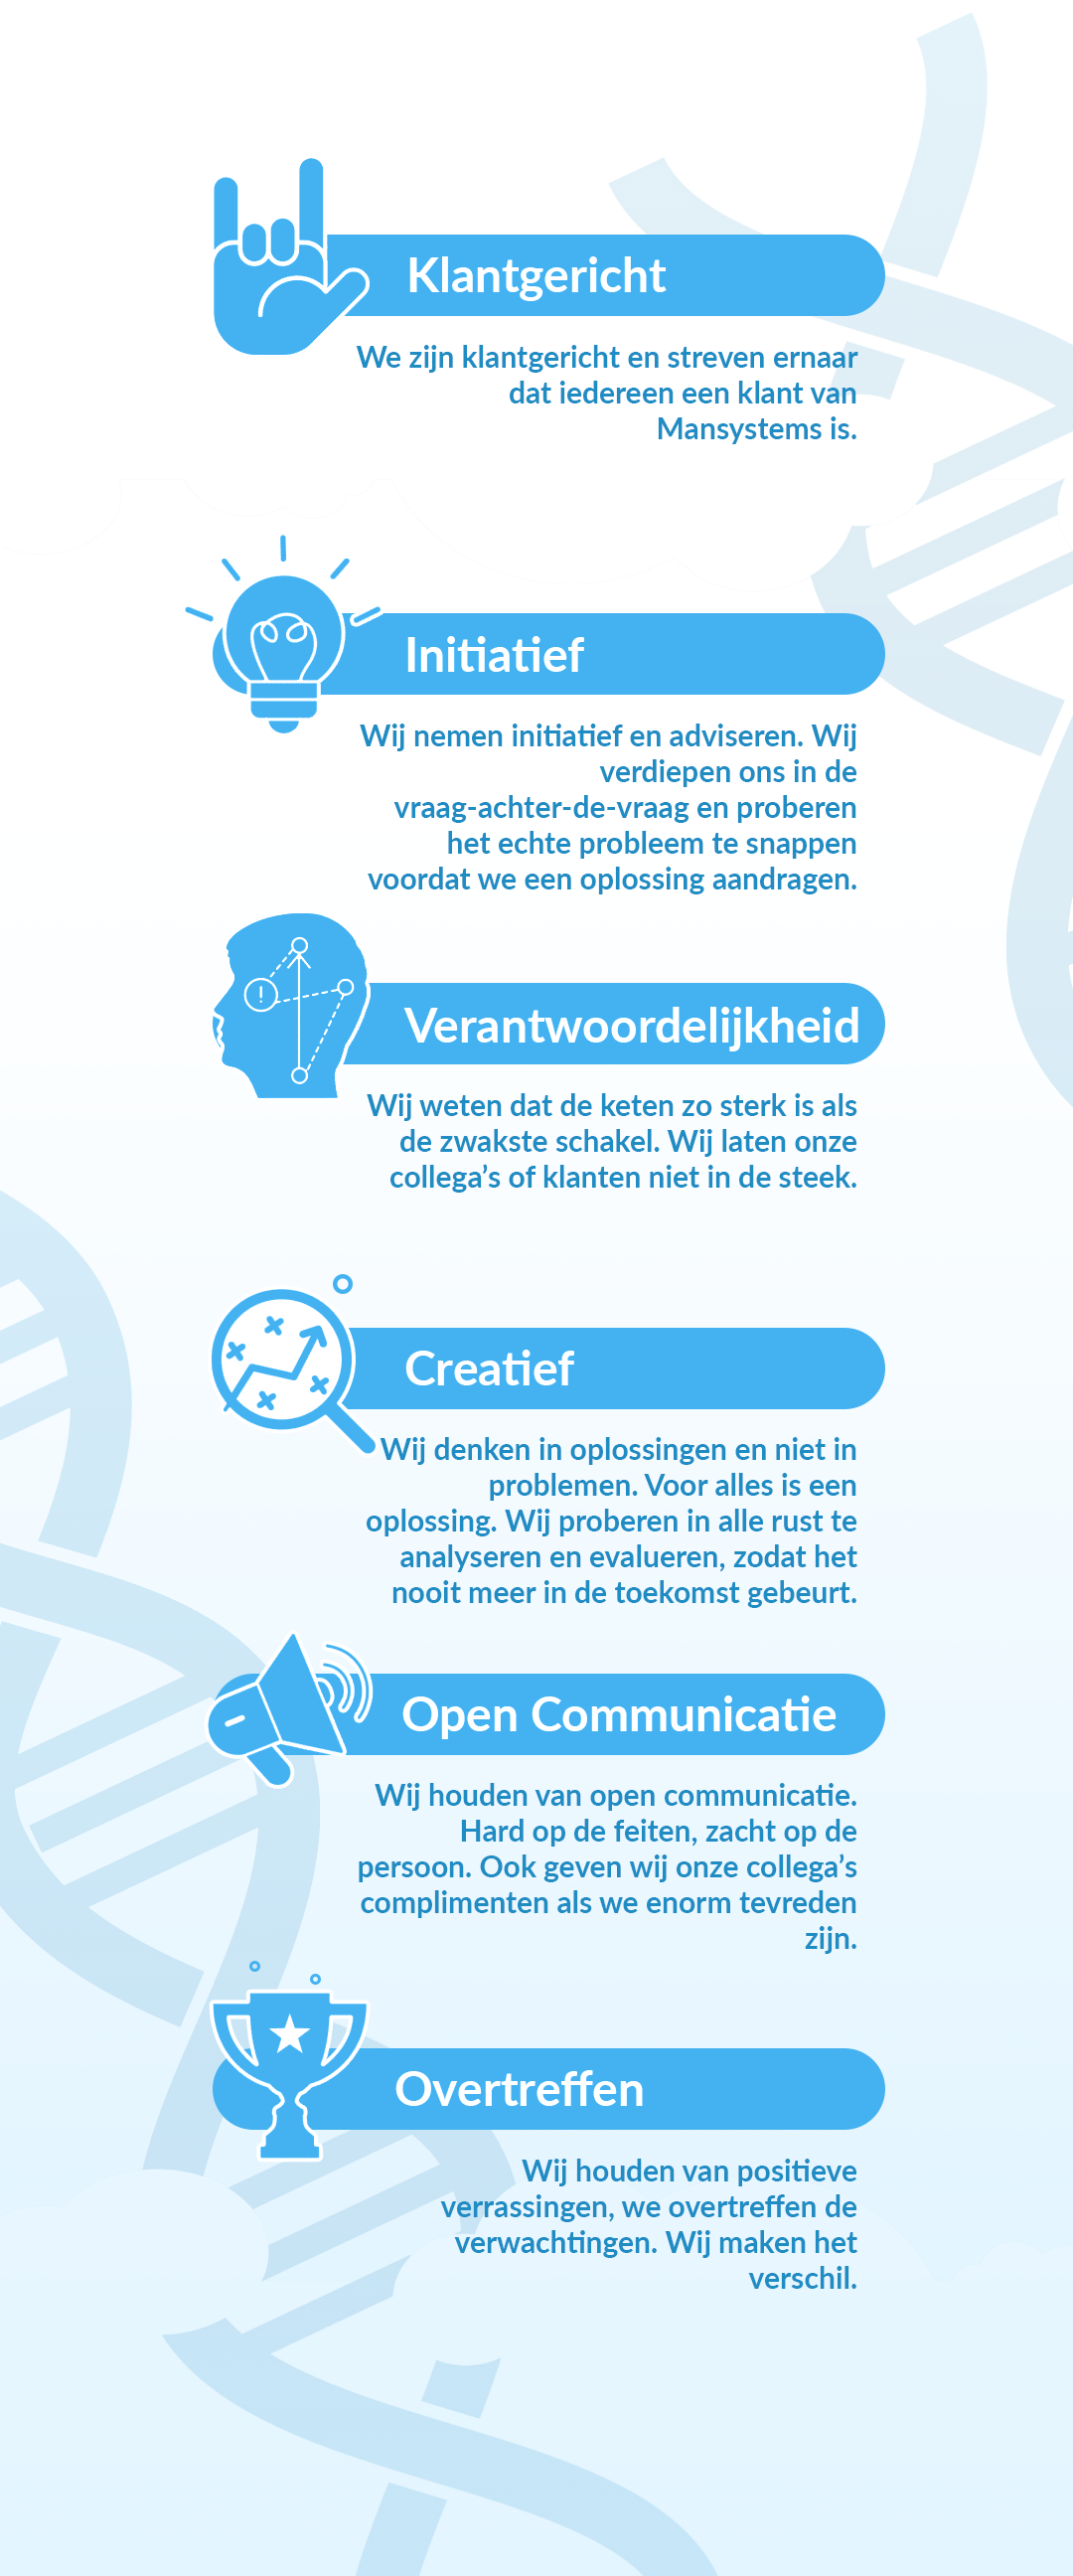 Klantgericht
We zijn klantgericht en streven ernaar
dat iedereen een klant van
Mansystems is.
Initiatief
Wij nemen initiatief en adviseren. Wij
verdiepen ons in de
vraag-achter-de-vraag en proberen
het echte probleem te snappen
voordat we een oplossing aandragen.
!
Verantwoordelijkheid
Wij weten dat de keten zo sterk is als
de zwakste schakel. Wij laten onze
collega’s of klanten niet in de steek.
Creatief
Wij denken in oplossingen en niet in
problemen. Voor alles is een
oplossing. Wij proberen in alle rust te
analyseren en evalueren, zodat het
nooit meer in de toekomst gebeurt.
Open Communicatie
Wij houden van open communicatie.
Hard op de feiten, zacht op de
persoon. Ook geven wij onze collega’s
complimenten als we enorm tevreden
zijn.
Overtreffen
Wij houden van positieve
verrassingen, we overtreffen de
verwachtingen. Wij maken het
verschil.